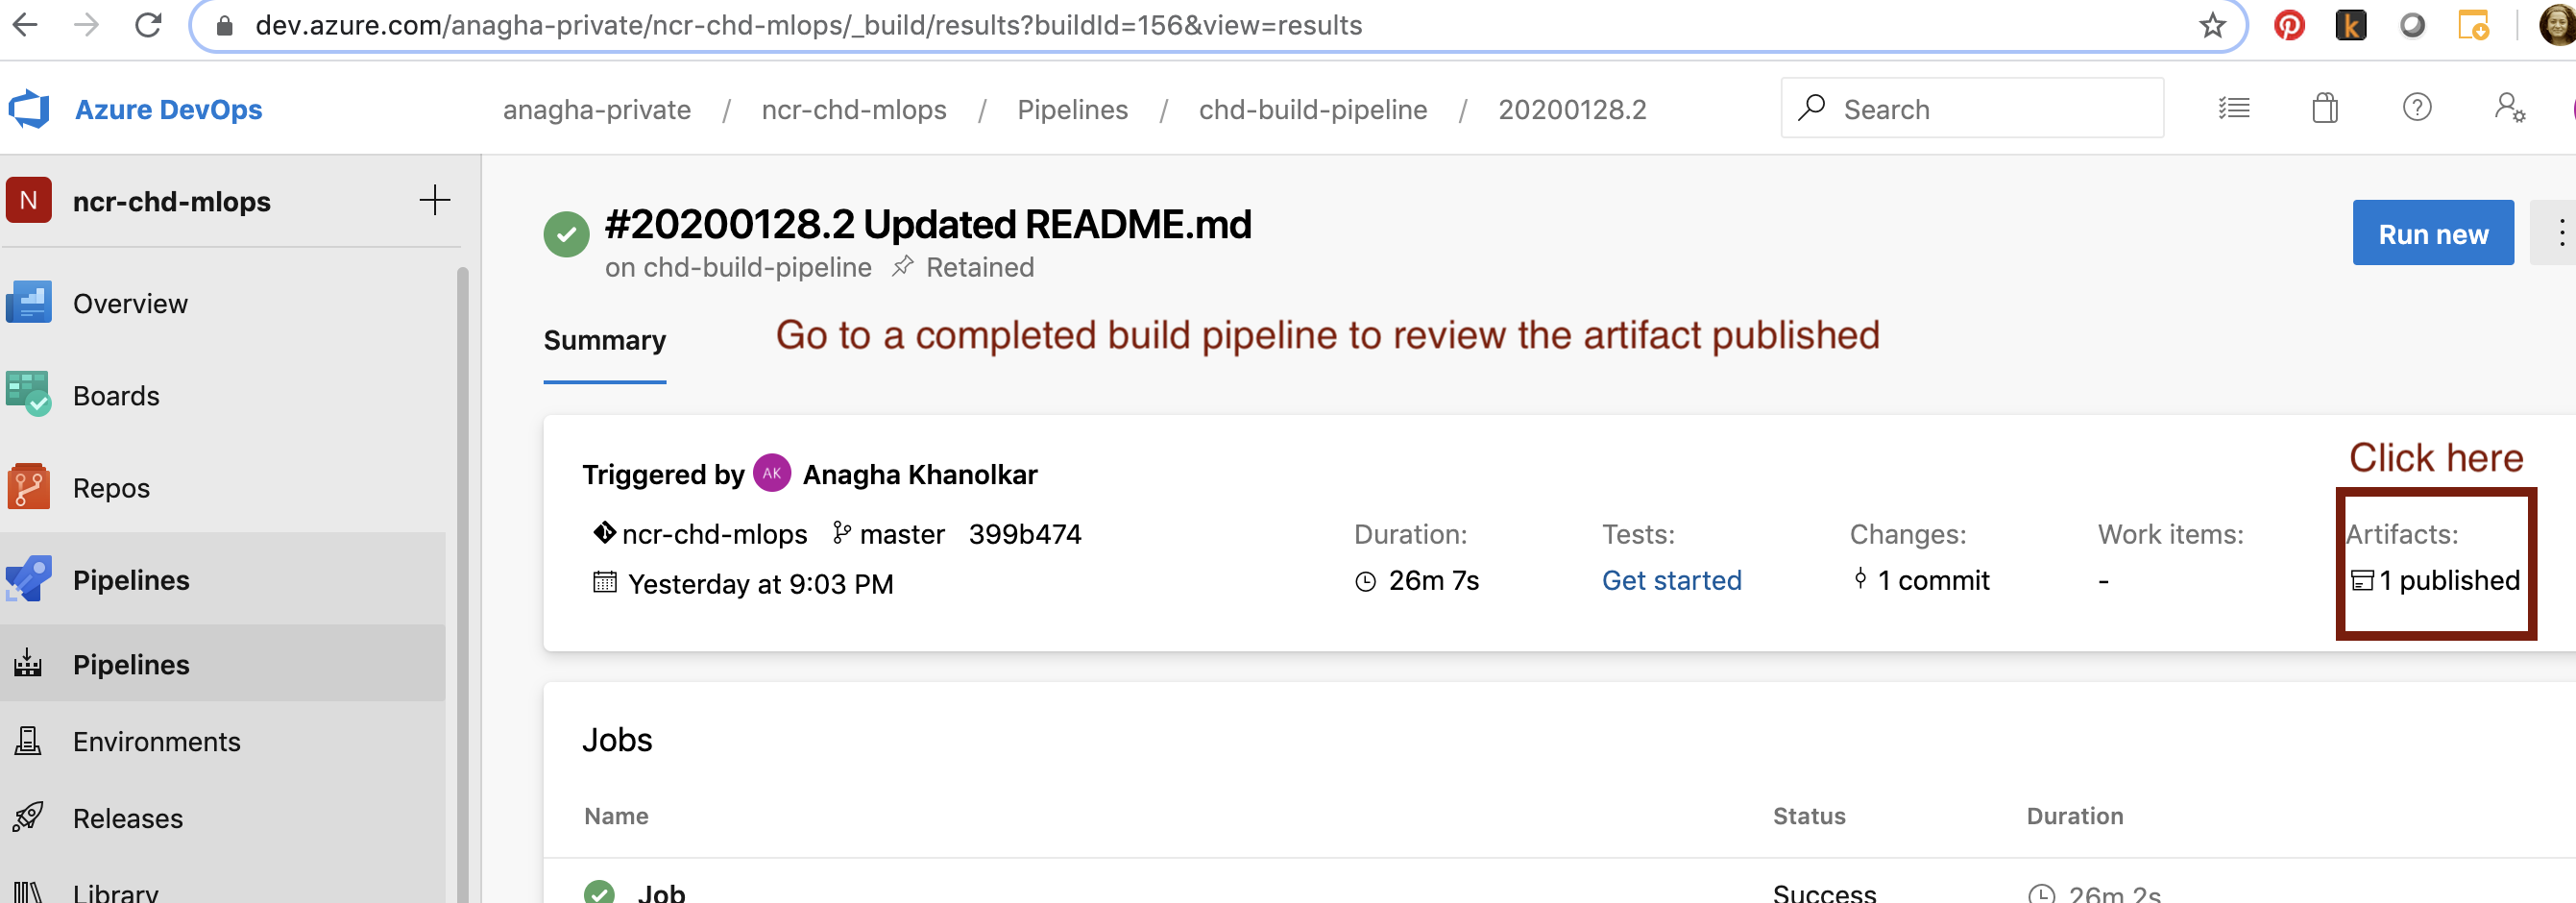 dev.azure.com/anagha-private/ncr-chd-mlops/_build/results?buildId=156&view=results
Azure DevOps
anagha-private / ncr-chd-mlops / Pipelines / chd-build-pipeline / 20200128.2
Search
N ncr-chd-mlops
#20200128.2 Updated README.md
Run new
on chd-build-pipeline Retained
Overview
Summary
Go to a completed build pipeline to review the artifact published
Boards
Repos
Pipelines
Pipelines
Environments
Releases
Library
Click here
Triggered by AK Anagha Khanolkar
ncr-chd-mlops master 399b474
Yesterday at 9:03 PM
Duration:
26m 7s
Tests:
Get started
Changes:
1 commit
Work items:
-
Artifacts:
1 published
Jobs
Name Status Duration
Job Success 26m 2s